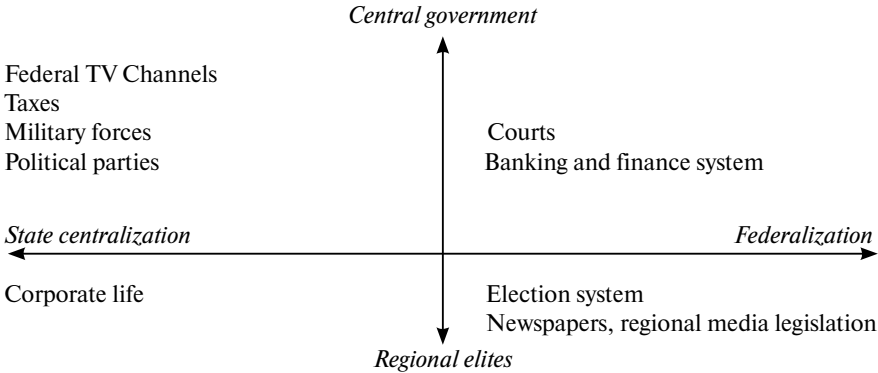 Central government
Federal TV Channels
Taxes
Military forces
Political parties
Courts
Banking and finance system
State centralization
Federalization
Corporate life
Election system
Newspapers, regional media legislation
Regional elites